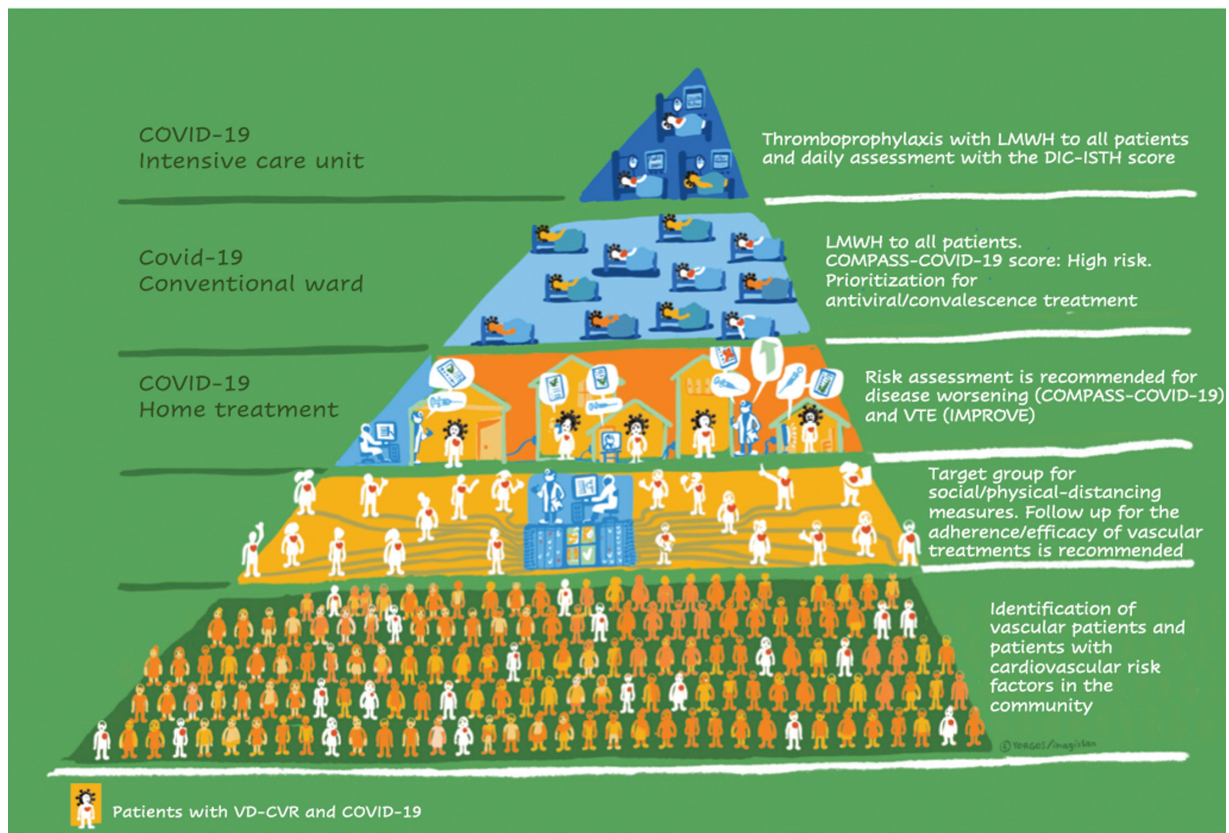 COVID-19
Intensive care unit
Thromboprophylaxis with LMWH to all patients
and daily assessment with the DIC-ISTH score
Covid-19
Conventional ward
LMWH to all patients.
COMPASS-COVID-19 score: High risk.
Prioritization for
antiviral/convalescence treatment
COVID-19
Home treatment
Risk assessment is recommended for
disease worsening (COMPASS-COVID-19)
and VTE (IMPROVE)
Target group for
social/physical-distancing
measures. Follow up for the
adherence/efficacy of vascular
treatments is recommended
Identification of
vascular patients and
patients with
cardiovascular risk
factors in the
community
© YORGOS/imagistan
Patients with VD-CVR and COVID-19